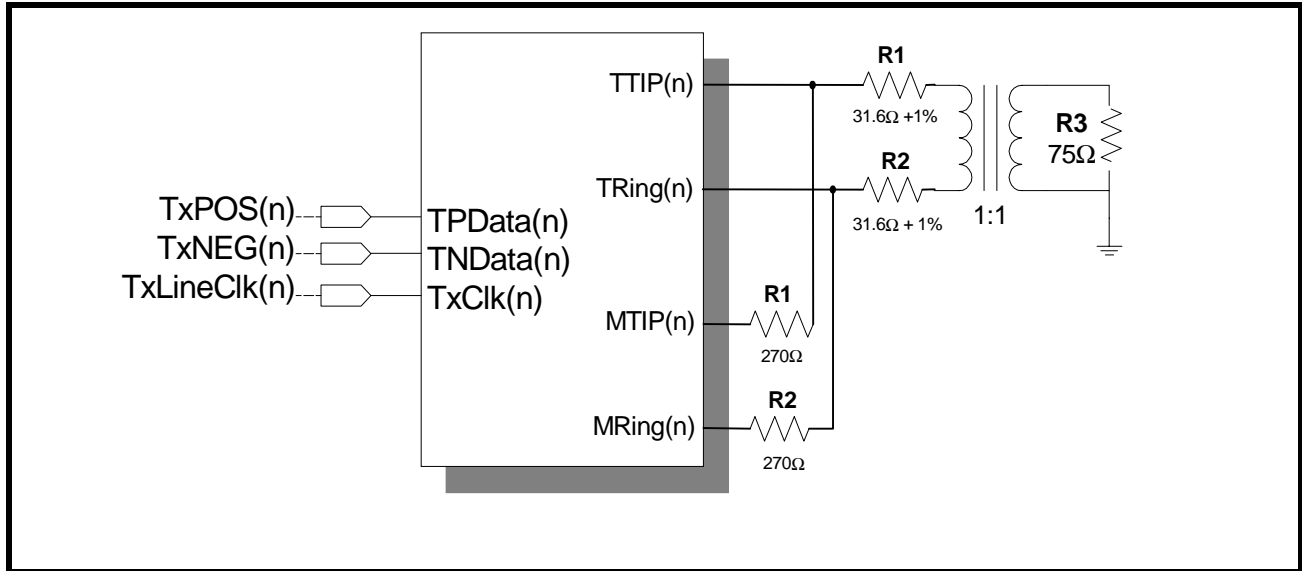 R1
TTIP(n)
31.6Ω +1%
R3
75Ω
R2
TRing(n)
31.6Ω + 1%
1:1
TxPOS(n)
TPData(n)
TxNEG(n)
TNData(n)
TxLineClk(n)
TxClk(n)
R1
MTIP(n)
270Ω
R2
MRing(n)
270Ω